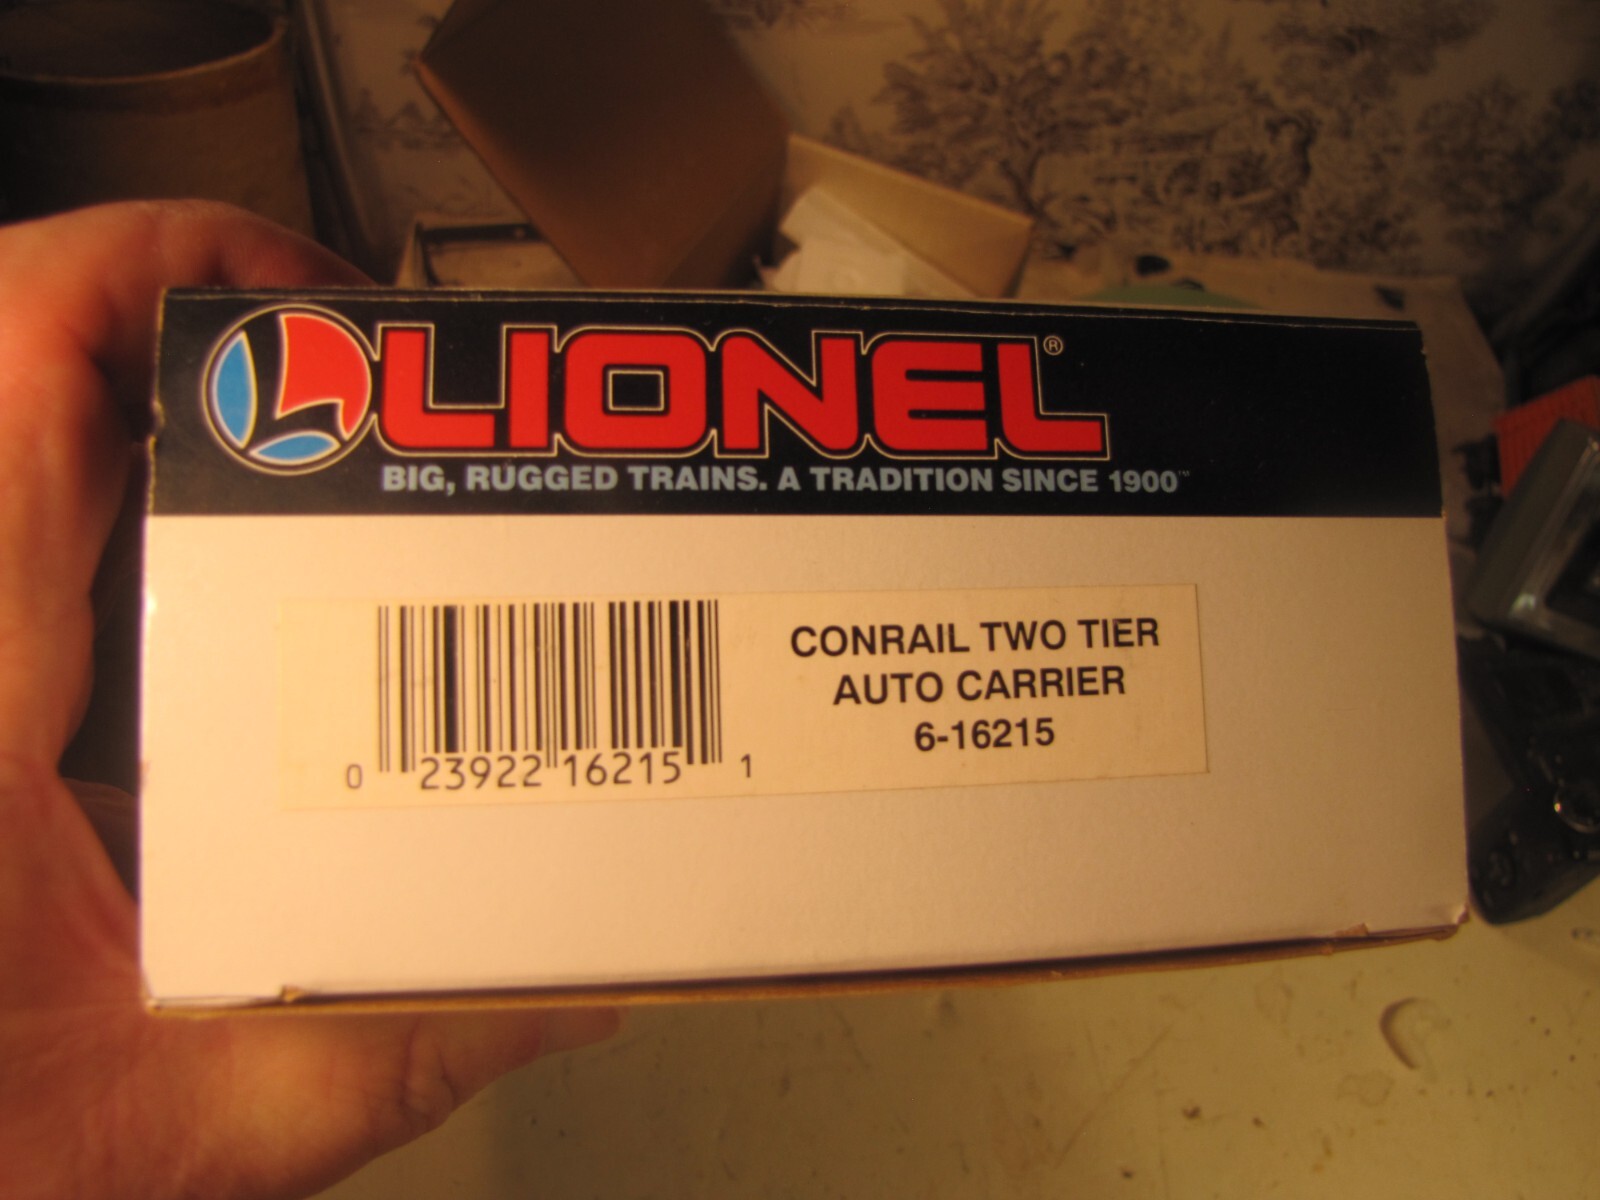 LIONEL®
BIG, RUGGED TRAINS. A TRADITION SINCE 1900™
CONRAIL TWO TIER
AUTO CARRIER
6-16215
0 23922 16215 1